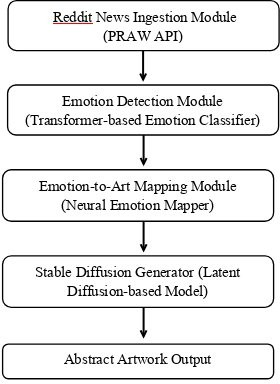 Reddit News Ingestion Module
(PRAW API)
Emotion Detection Module
(Transformer-based Emotion Classifier)
Emotion-to-Art Mapping Module
(Neural Emotion Mapper)
Stable Diffusion Generator (Latent
Diffusion-based Model)
Abstract Artwork Output